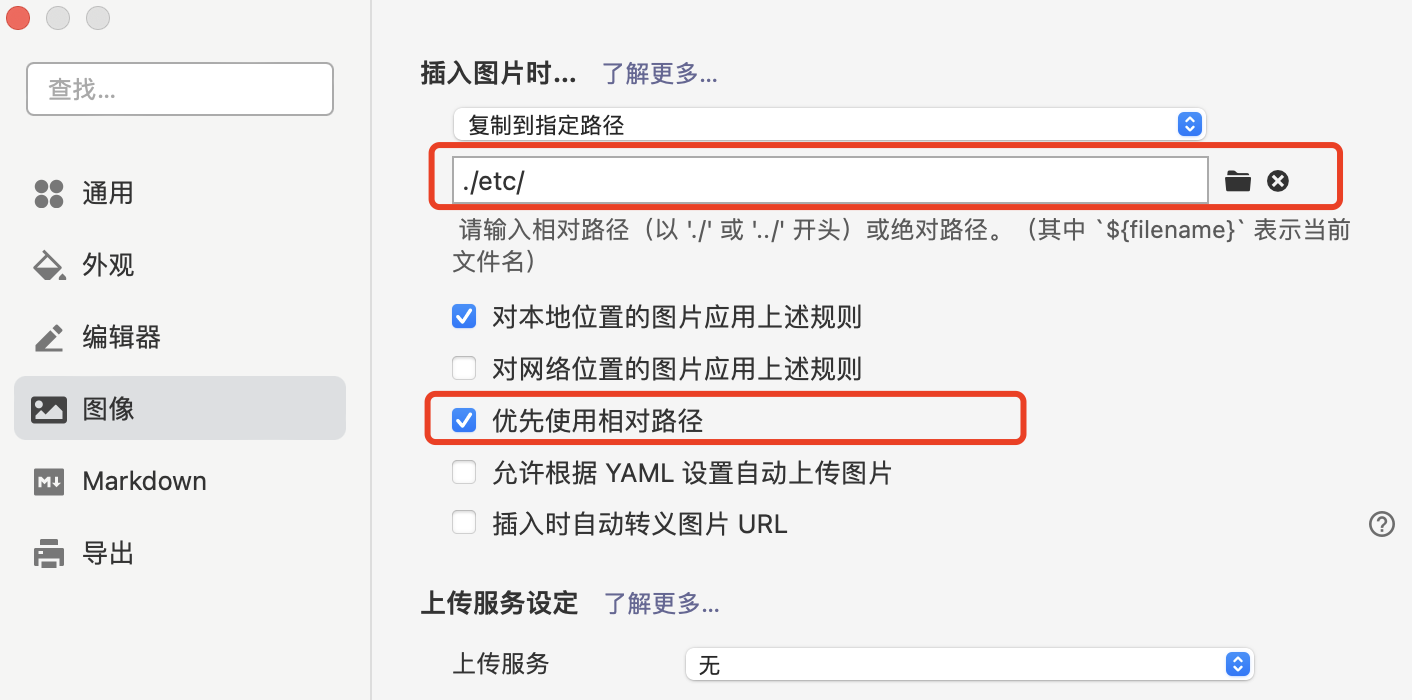 查找...
通用
外观
编辑器
图像
Markdown
导出
插入图片时... 了解更多...
复制到指定路径
./etc/
请输入相对路径（以 './' 或 '../' 开头）或绝对路径。（其中 `${filename}` 表示当前
文件名）
对本地位置的图片应用上述规则
对网络位置的图片应用上述规则
优先使用相对路径
允许根据 YAML 设置自动上传图片
插入时自动转义图片 URL
上传服务设定 了解更多...
上传服务 无